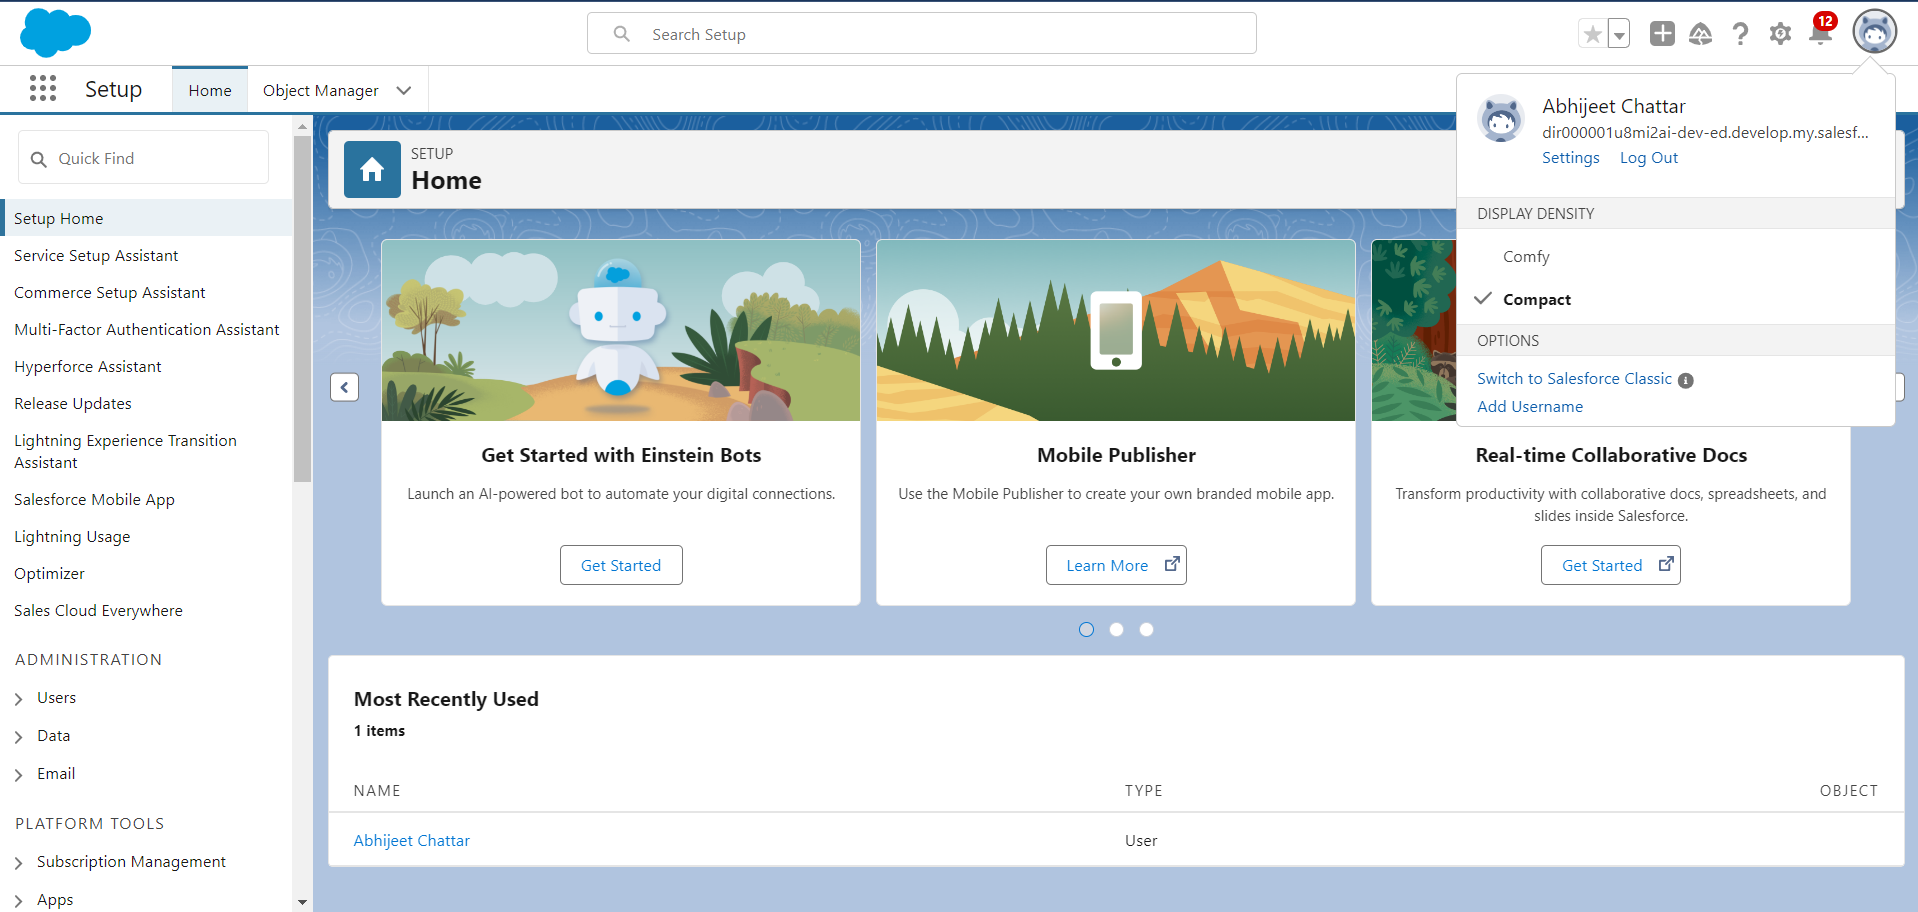 Search Setup
12
Setup
Home
Object Manager
Quick Find
Setup Home
Service Setup Assistant
Commerce Setup Assistant
Multi-Factor Authentication Assistant
Hyperforce Assistant
Release Updates
Lightning Experience Transition
Assistant
Salesforce Mobile App
Lightning Usage
Optimizer
Sales Cloud Everywhere
ADMINISTRATION
Users
Data
Email
PLATFORM TOOLS
Subscription Management
Apps
SETUP
Home
Abhijeet Chattar
dir000001u8mi2ai-dev-ed.develop.my.salesf...
Settings Log Out
DISPLAY DENSITY
Comfy
Compact
OPTIONS
Switch to Salesforce Classic
Add Username
Get Started with Einstein Bots
Launch an AI-powered bot to automate your digital connections.
Get Started
Mobile Publisher
Use the Mobile Publisher to create your own branded mobile app.
Learn More
Real-time Collaborative Docs
Transform productivity with collaborative docs, spreadsheets, and
slides inside Salesforce.
Get Started
Most Recently Used
1 items
NAME TYPE OBJECT
Abhijeet Chattar User